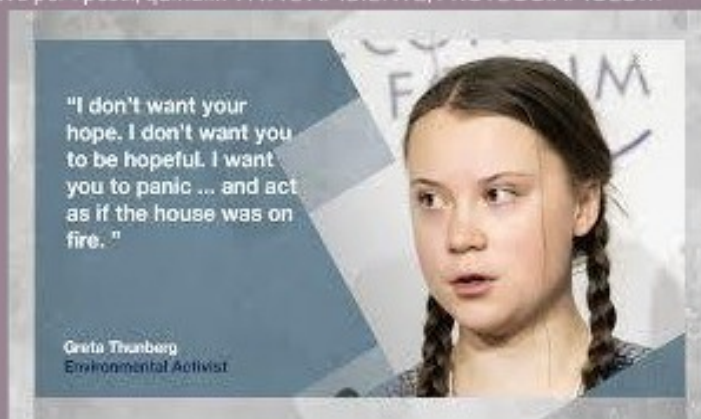 "I don't want your
hope. I don't want you
to be hopeful. I want
you to panic ... and act
as if the house was on
fire. "
Greta Thunberg
Environmental Activist